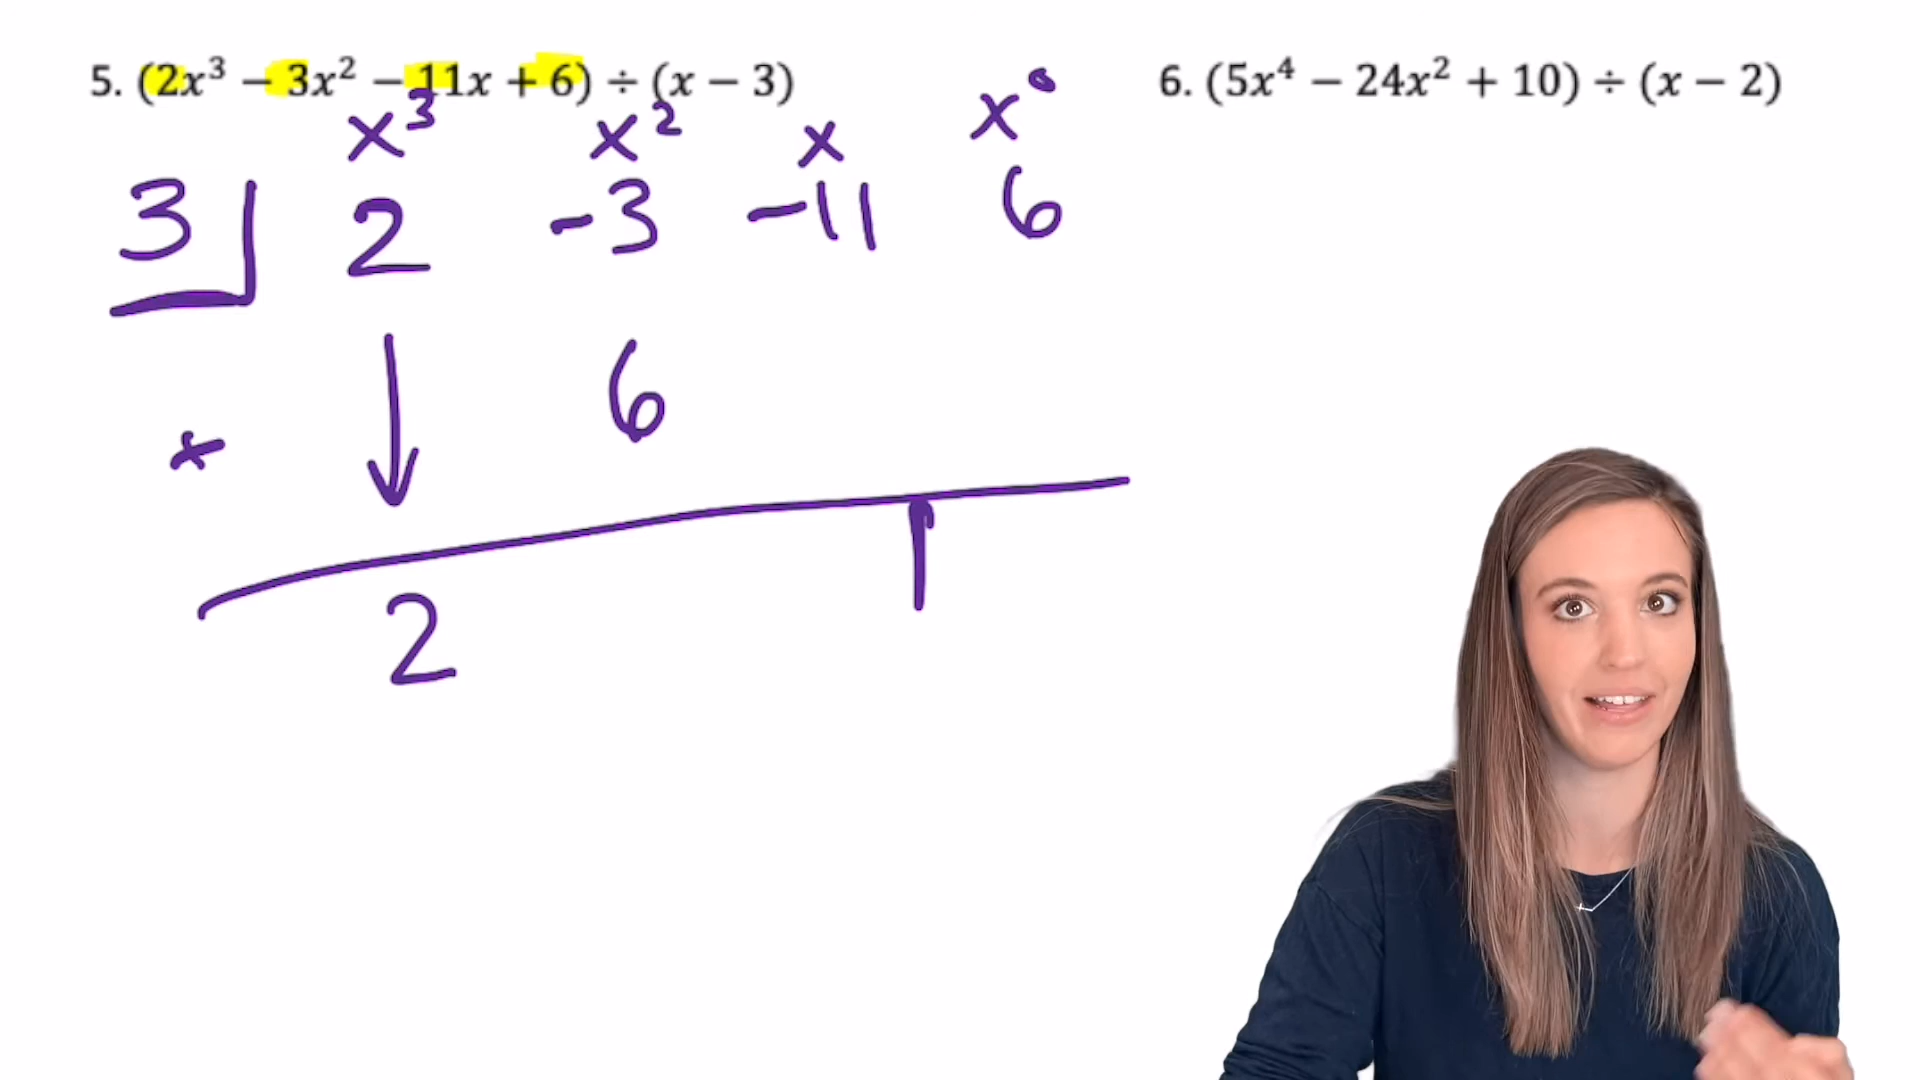 5. (2x³ − 3x² − 11x + 6) ÷ (x − 3)
6. (5x⁴ − 24x² + 10) ÷ (x − 2)
x³ x² x x⁰
3 2 -3 -11 6
6
+
2